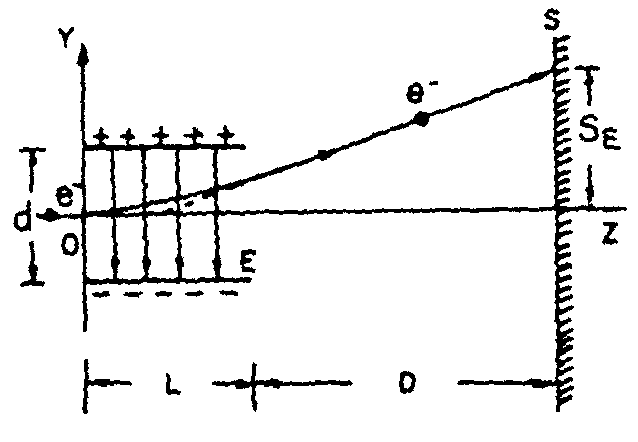 S
Y
e⁻
+ + + + +
S_E
d
e⁻
O
E
Z
− − − − −
L
D